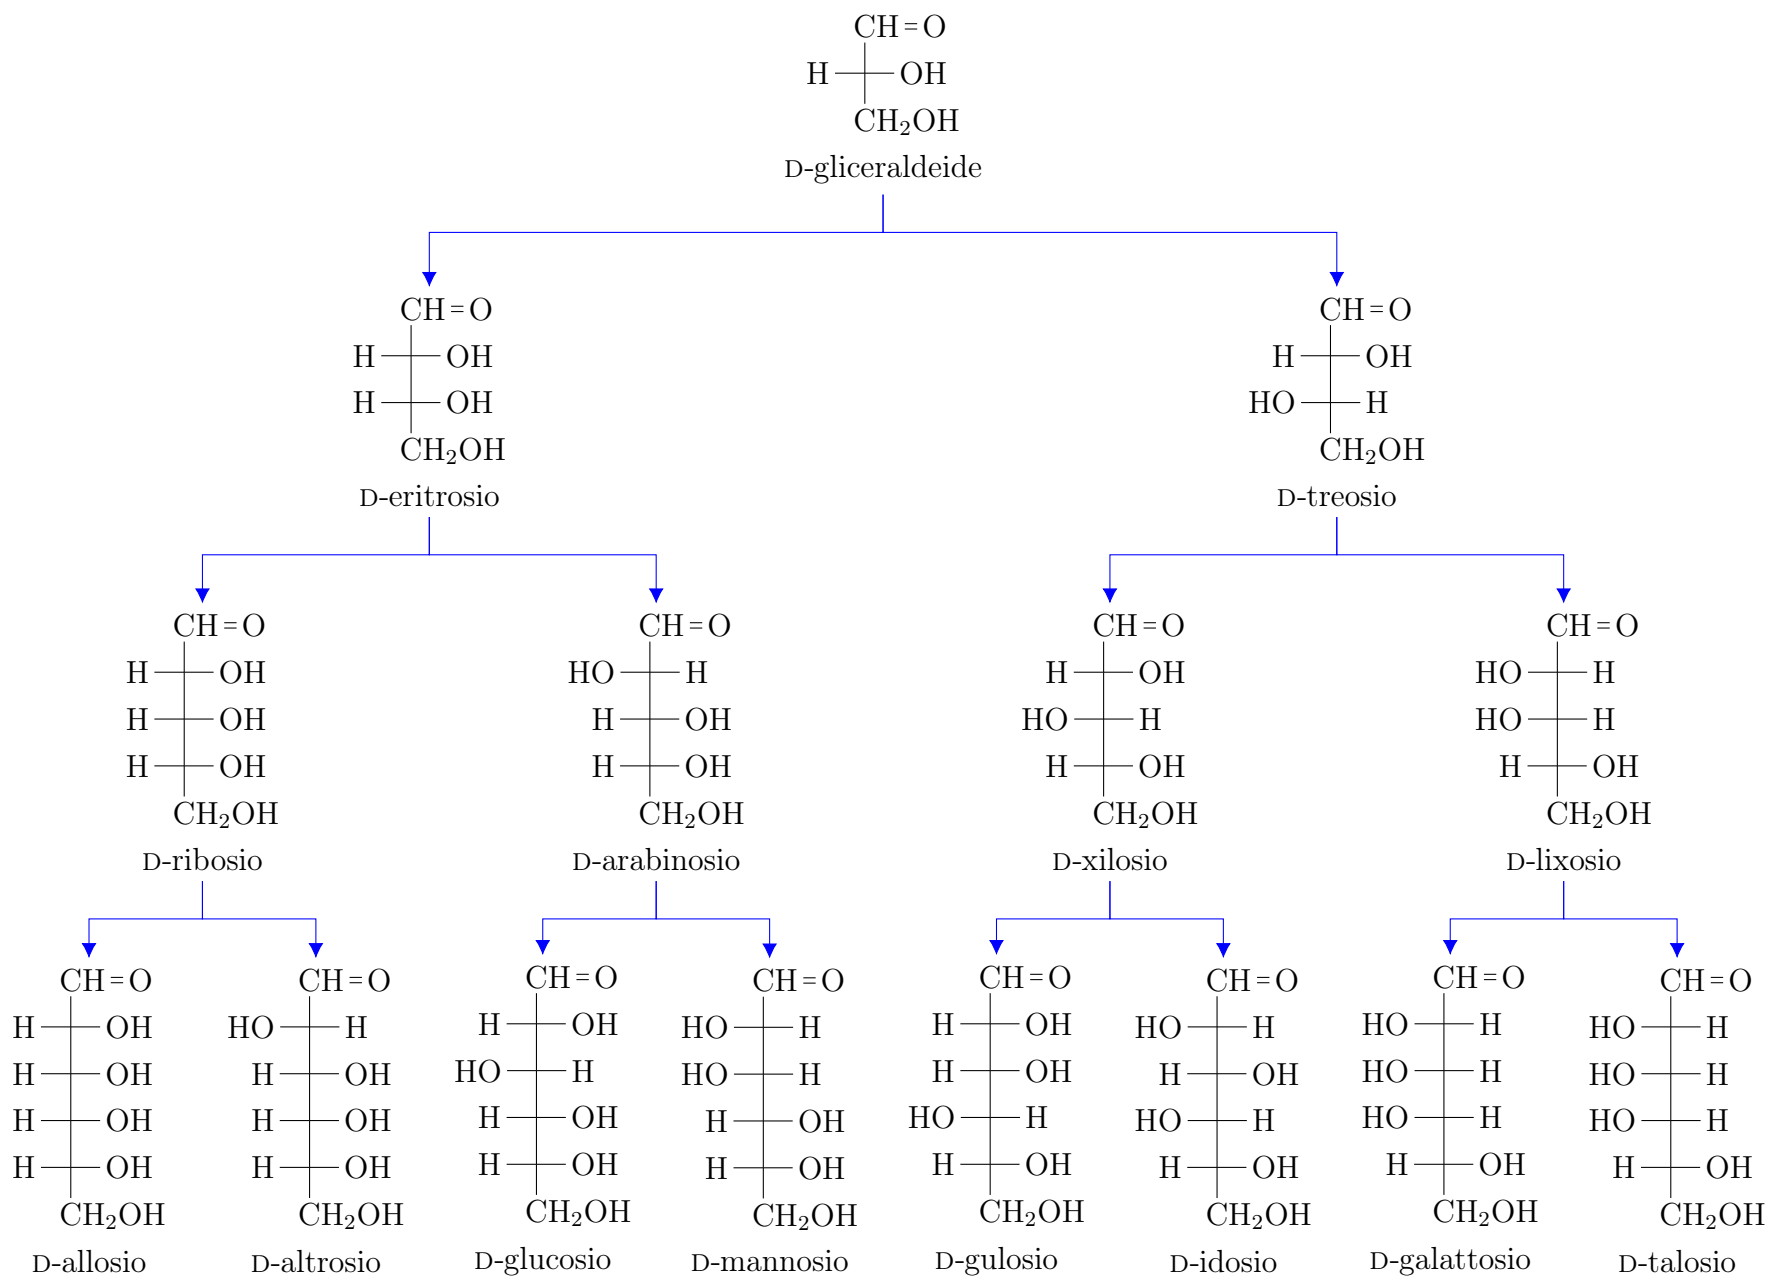 CH=O
H OH
CH₂OH
D-gliceraldeide
CH=O
H OH
H OH
CH₂OH
D-eritrosio
CH=O
H OH
HO H
CH₂OH
D-treosio
CH=O
H OH
H OH
H OH
CH₂OH
D-ribosio
CH=O
HO H
H OH
H OH
CH₂OH
D-arabinosio
CH=O
H OH
HO H
H OH
CH₂OH
D-xilosio
CH=O
HO H
HO H
H OH
CH₂OH
D-lixosio
CH=O
H OH
H OH
H OH
H OH
CH₂OH
D-allosio
CH=O
HO H
H OH
H OH
H OH
CH₂OH
D-altrosio
CH=O
H OH
HO H
H OH
H OH
CH₂OH
D-glucosio
CH=O
HO H
HO H
H OH
H OH
CH₂OH
D-mannosio
CH=O
H OH
H OH
HO H
H OH
CH₂OH
D-gulosio
CH=O
HO H
H OH
HO H
H OH
CH₂OH
D-idosio
CH=O
HO H
HO H
HO H
H OH
CH₂OH
D-galattosio
CH=O
HO H
HO H
HO H
H OH
CH₂OH
D-talosio